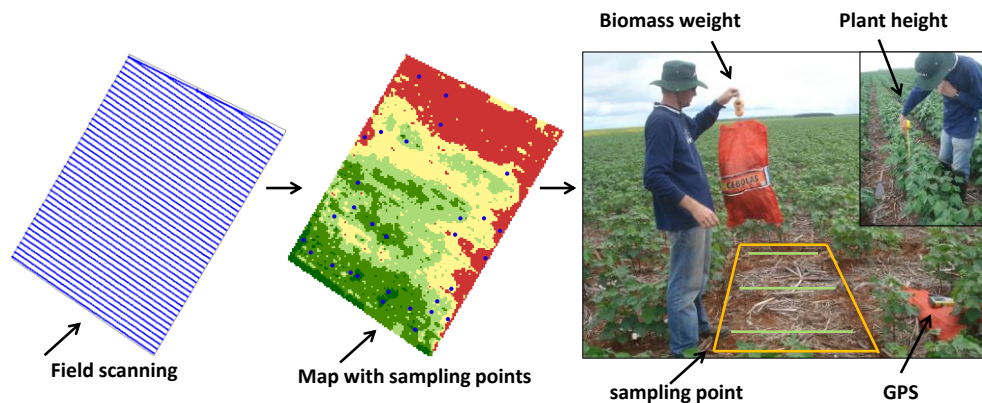 Biomass weight
Plant height
CEBOLAS
Field scanning
Map with sampling points
sampling point
GPS